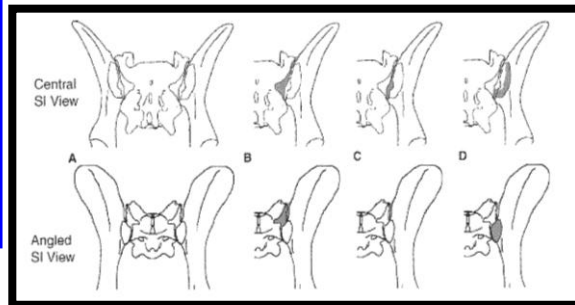 Central
SI View
A
B
C
D
Angled
SI View